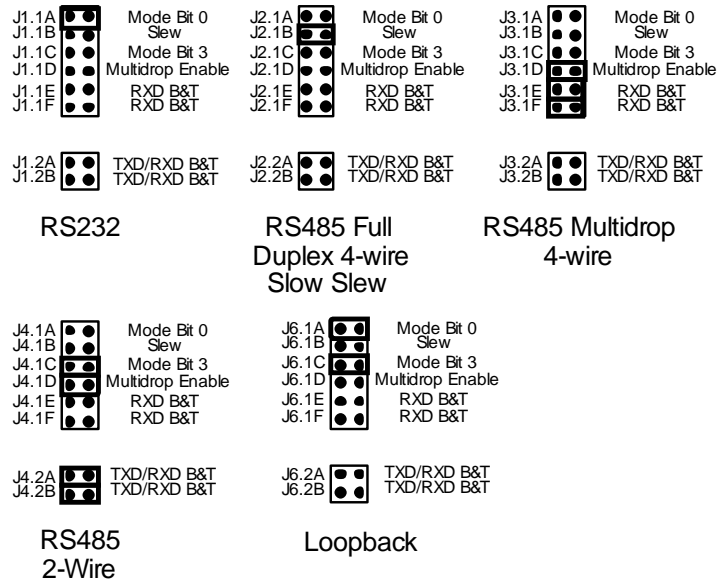 J1.1A Mode Bit 0
J1.1B Slew
J1.1C Mode Bit 3
J1.1D Multidrop Enable
J1.1E RXD B&T
J1.1F RXD B&T
J1.2A TXD/RXD B&T
J1.2B TXD/RXD B&T
RS232
J2.1A Mode Bit 0
J2.1B Slew
J2.1C Mode Bit 3
J2.1D Multidrop Enable
J2.1E RXD B&T
J2.1F RXD B&T
J2.2A TXD/RXD B&T
J2.2B TXD/RXD B&T
RS485 Full
Duplex 4-wire
Slow Slew
J3.1A Mode Bit 0
J3.1B Slew
J3.1C Mode Bit 3
J3.1D Multidrop Enable
J3.1E RXD B&T
J3.1F RXD B&T
J3.2A TXD/RXD B&T
J3.2B TXD/RXD B&T
RS485 Multidrop
4-wire
J4.1A Mode Bit 0
J4.1B Slew
J4.1C Mode Bit 3
J4.1D Multidrop Enable
J4.1E RXD B&T
J4.1F RXD B&T
J4.2A TXD/RXD B&T
J4.2B TXD/RXD B&T
RS485
2-Wire
J6.1A Mode Bit 0
J6.1B Slew
J6.1C Mode Bit 3
J6.1D Multidrop Enable
J6.1E RXD B&T
J6.1F RXD B&T
J6.2A TXD/RXD B&T
J6.2B TXD/RXD B&T
Loopback